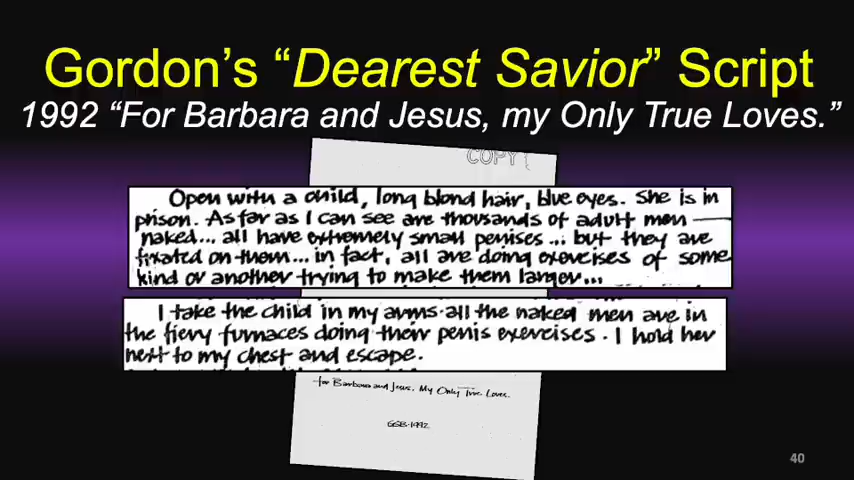 Gordon's "Dearest Savior" Script
1992 "For Barbara and Jesus, my Only True Loves."
COPY
Open with a child, long blond hair, blue eyes. She is in
prison. As far as I can see are thousands of adult men —
naked... all have extremely small penises... but they are
fixated on them... in fact, all are doing exercises of some
kind or another trying to make them larger...
I take the child in my arms-all the naked men are in
the fiery furnaces doing their penis exercises. I hold her
next to my chest and escape.
for Barbara and Jesus. My Only True Loves.
GSB-1992
40